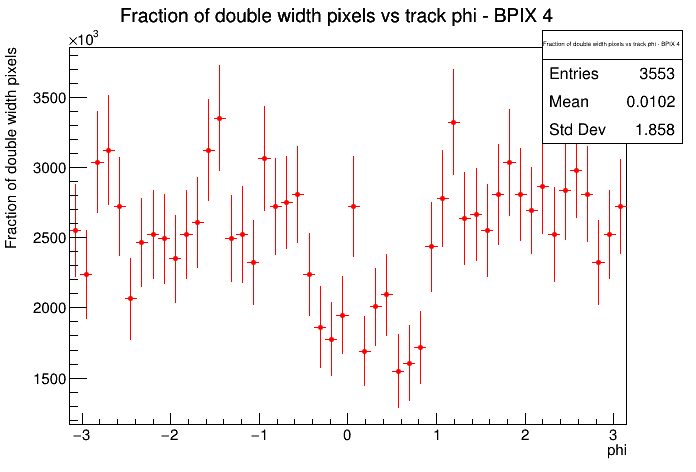 Fraction of double width pixels vs track phi - BPIX 4
×10³
Fraction of double width pixels vs track phi - BPIX 4
Entries 3553
Mean 0.0102
Std Dev 1.858
Fraction of double width pixels
3500
3000
2500
2000
1500
−3 −2 −1 0 1 2 3
phi